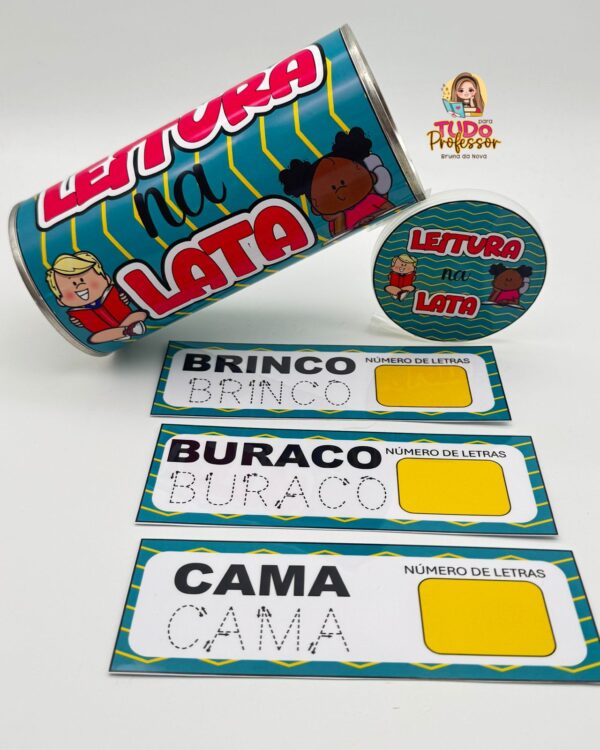 LEITURA
na
LATA
para
TUDO
Professor
Bruna da Nova
LEITURA
na
LATA
BRINCO
NÚMERO DE LETRAS
BRINCO
BURACO
NÚMERO DE LETRAS
BURACO
CAMA
NÚMERO DE LETRAS
CAMA